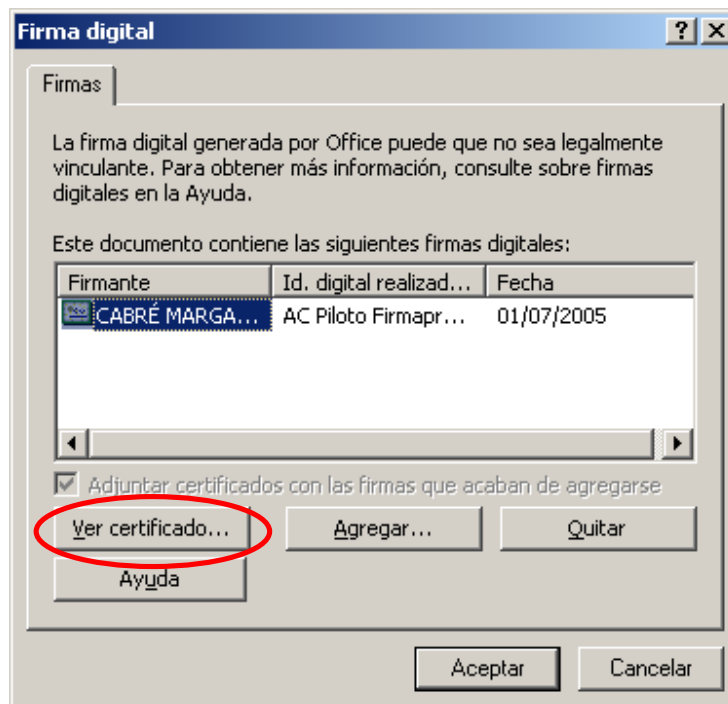 Firma digital
Firmas
La firma digital generada por Office puede que no sea legalmente
vinculante. Para obtener más información, consulte sobre firmas
digitales en la Ayuda.
Este documento contiene las siguientes firmas digitales:
Firmante Id. digital realizad... Fecha
CABRÉ MARGA... AC Piloto Firmapr... 01/07/2005
Adjuntar certificados con las firmas que acaban de agregarse
Ver certificado... Agregar... Quitar
Ayuda
Aceptar Cancelar